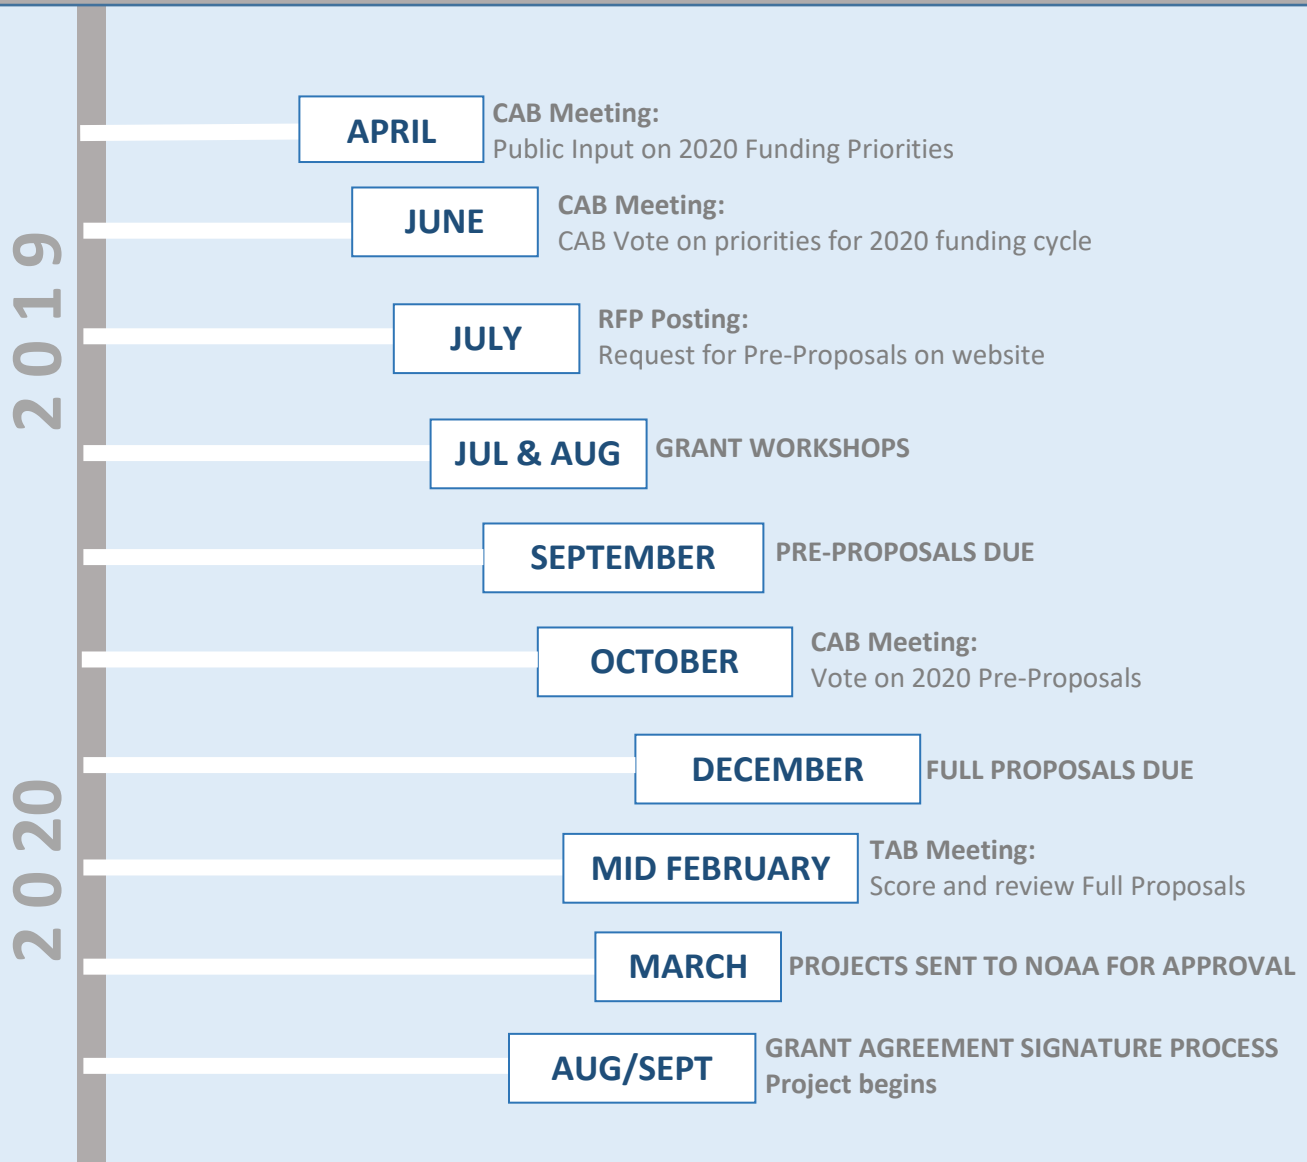 2019
APRIL
CAB Meeting:
Public Input on 2020 Funding Priorities
JUNE
CAB Meeting:
CAB Vote on priorities for 2020 funding cycle
JULY
RFP Posting:
Request for Pre-Proposals on website
JUL & AUG
GRANT WORKSHOPS
SEPTEMBER
PRE-PROPOSALS DUE
OCTOBER
CAB Meeting:
Vote on 2020 Pre-Proposals
DECEMBER
FULL PROPOSALS DUE
2020
MID FEBRUARY
TAB Meeting:
Score and review Full Proposals
MARCH
PROJECTS SENT TO NOAA FOR APPROVAL
AUG/SEPT
GRANT AGREEMENT SIGNATURE PROCESS
Project begins